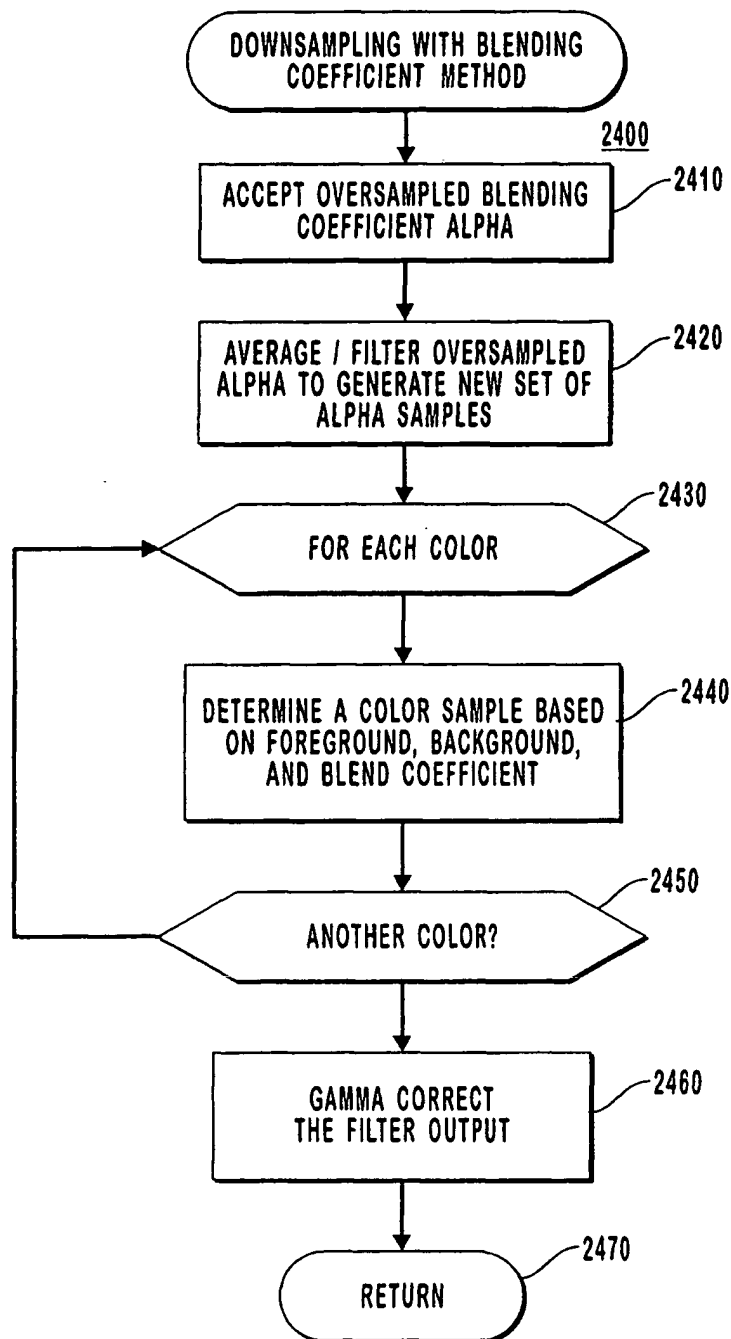 DOWNSAMPLING WITH BLENDING
COEFFICIENT METHOD
2400
ACCEPT OVERSAMPLED BLENDING
COEFFICIENT ALPHA
2410
AVERAGE / FILTER OVERSAMPLED
ALPHA TO GENERATE NEW SET OF
ALPHA SAMPLES
2420
FOR EACH COLOR
2430
DETERMINE A COLOR SAMPLE BASED
ON FOREGROUND, BACKGROUND,
AND BLEND COEFFICIENT
2440
ANOTHER COLOR?
2450
GAMMA CORRECT
THE FILTER OUTPUT
2460
RETURN
2470